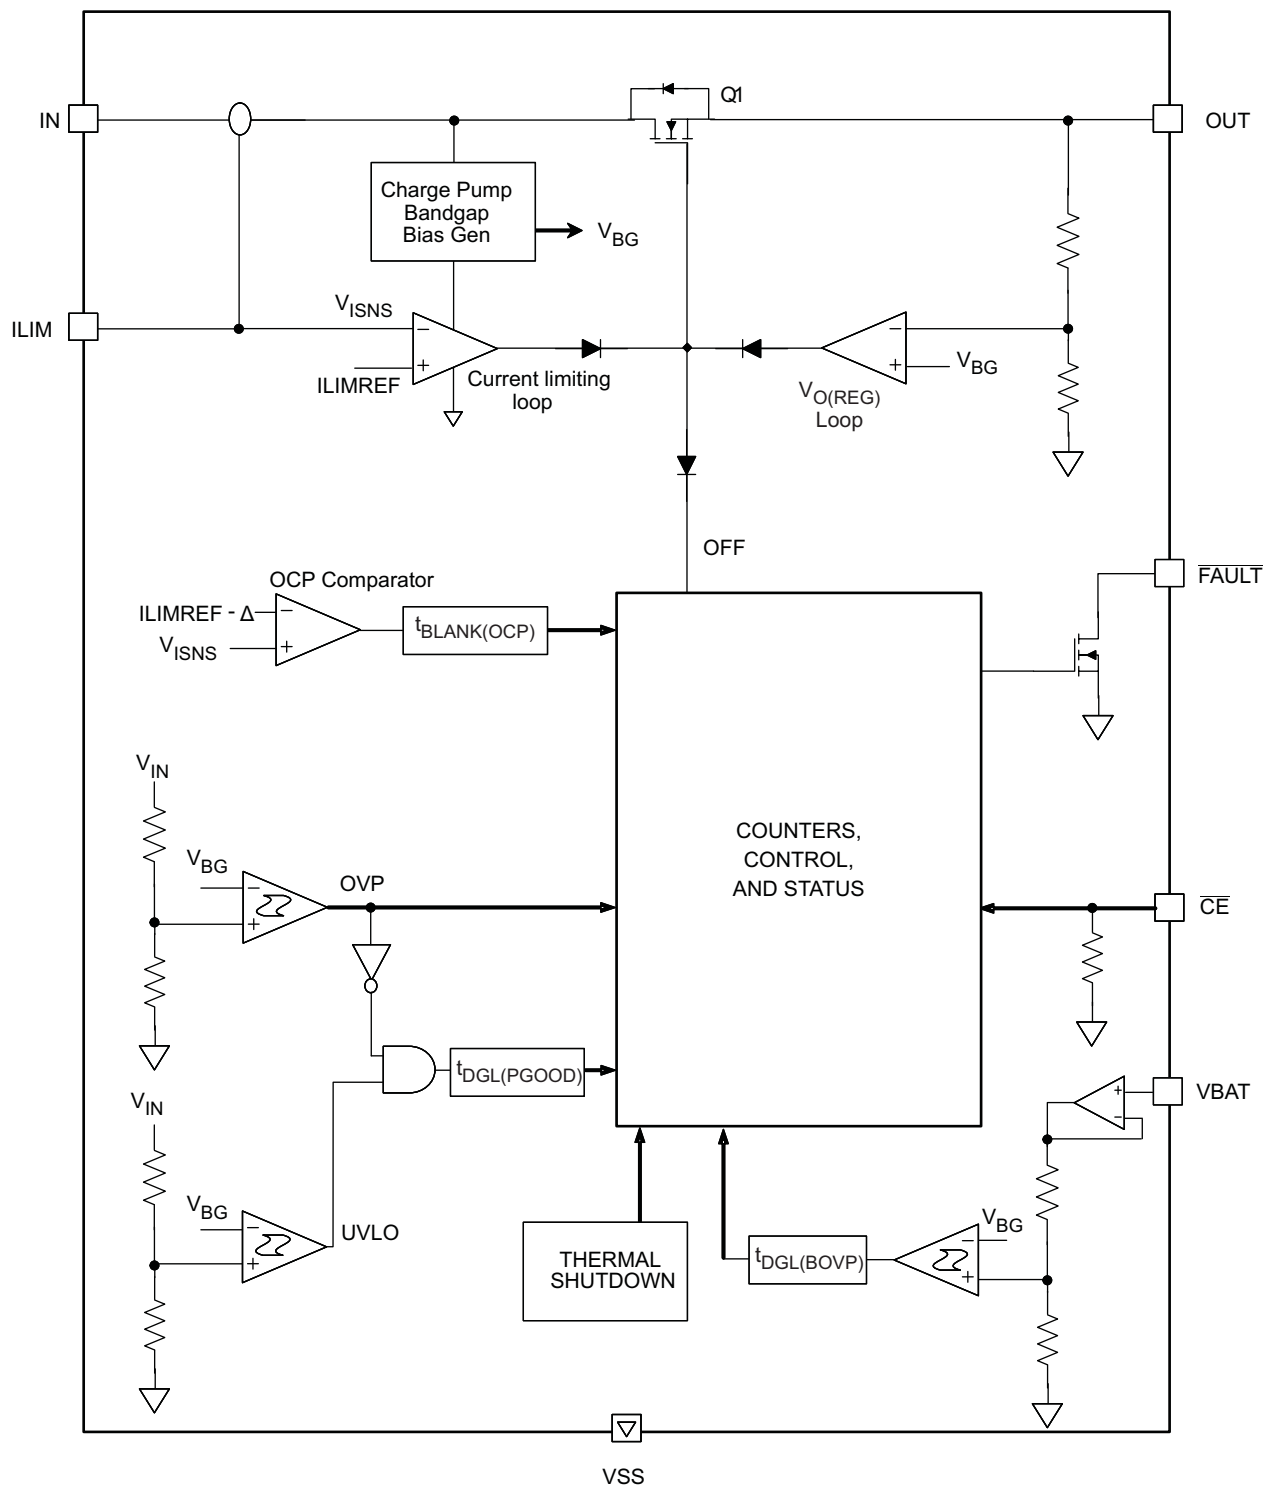 Q1
IN
OUT
Charge Pump
Bandgap
Bias Gen
VBG
VISNS
ILIM
−
+
ILIMREF
Current limiting
loop
−
+
VBG
VO(REG)
Loop
OFF
OCP Comparator
FAULT
ILIMREF - Δ
−
+
VISNS
tBLANK(OCP)
VIN
COUNTERS,
CONTROL,
AND STATUS
VBG
−
+
OVP
CE
tDGL(PGOOD)
VIN
VBAT
+
−
VBG
−
+
UVLO
THERMAL
SHUTDOWN
tDGL(BOVP)
VBG
−
+
VSS